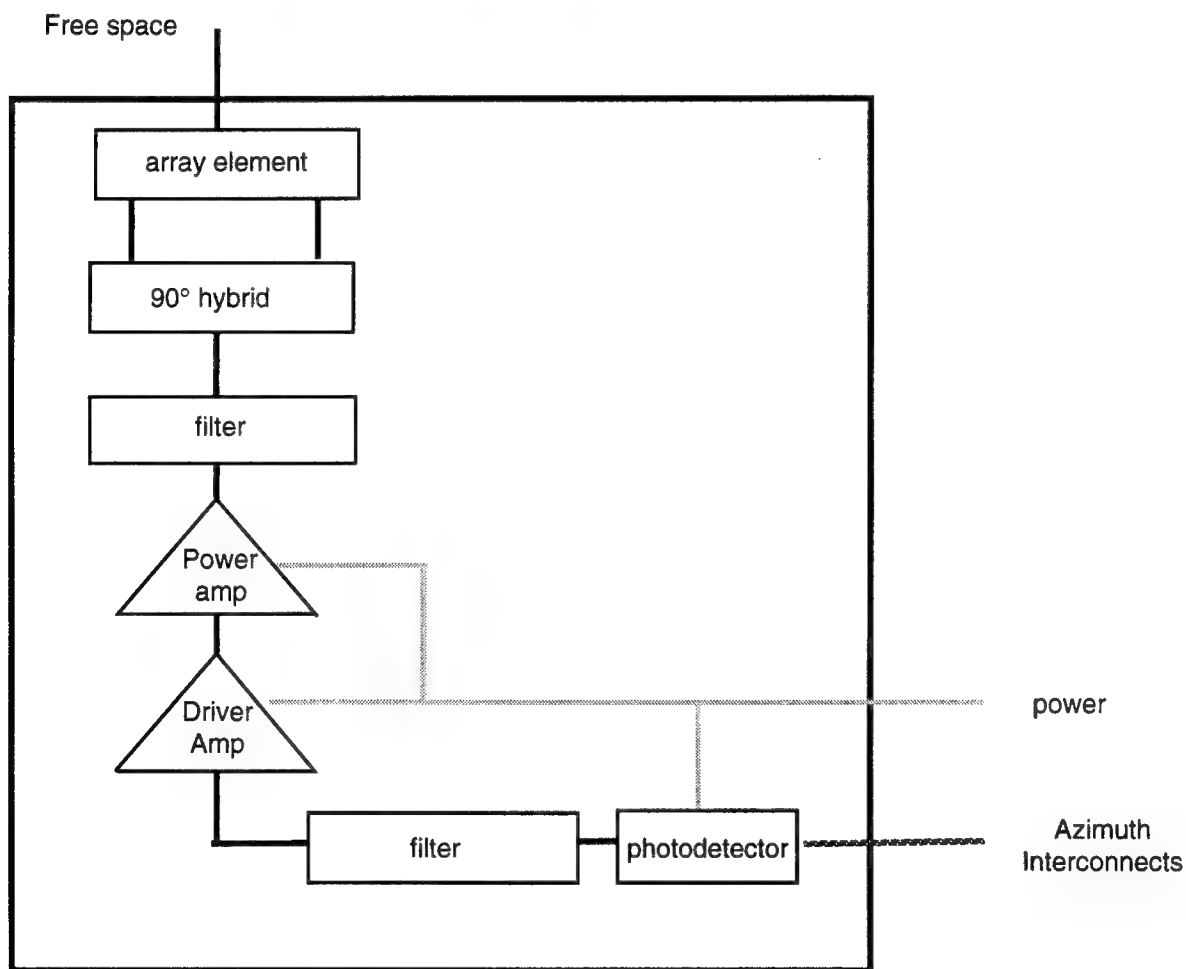 Free space
array element
90° hybrid
filter
Power
amp
Driver
Amp
power
filter
photodetector
Azimuth
Interconnects